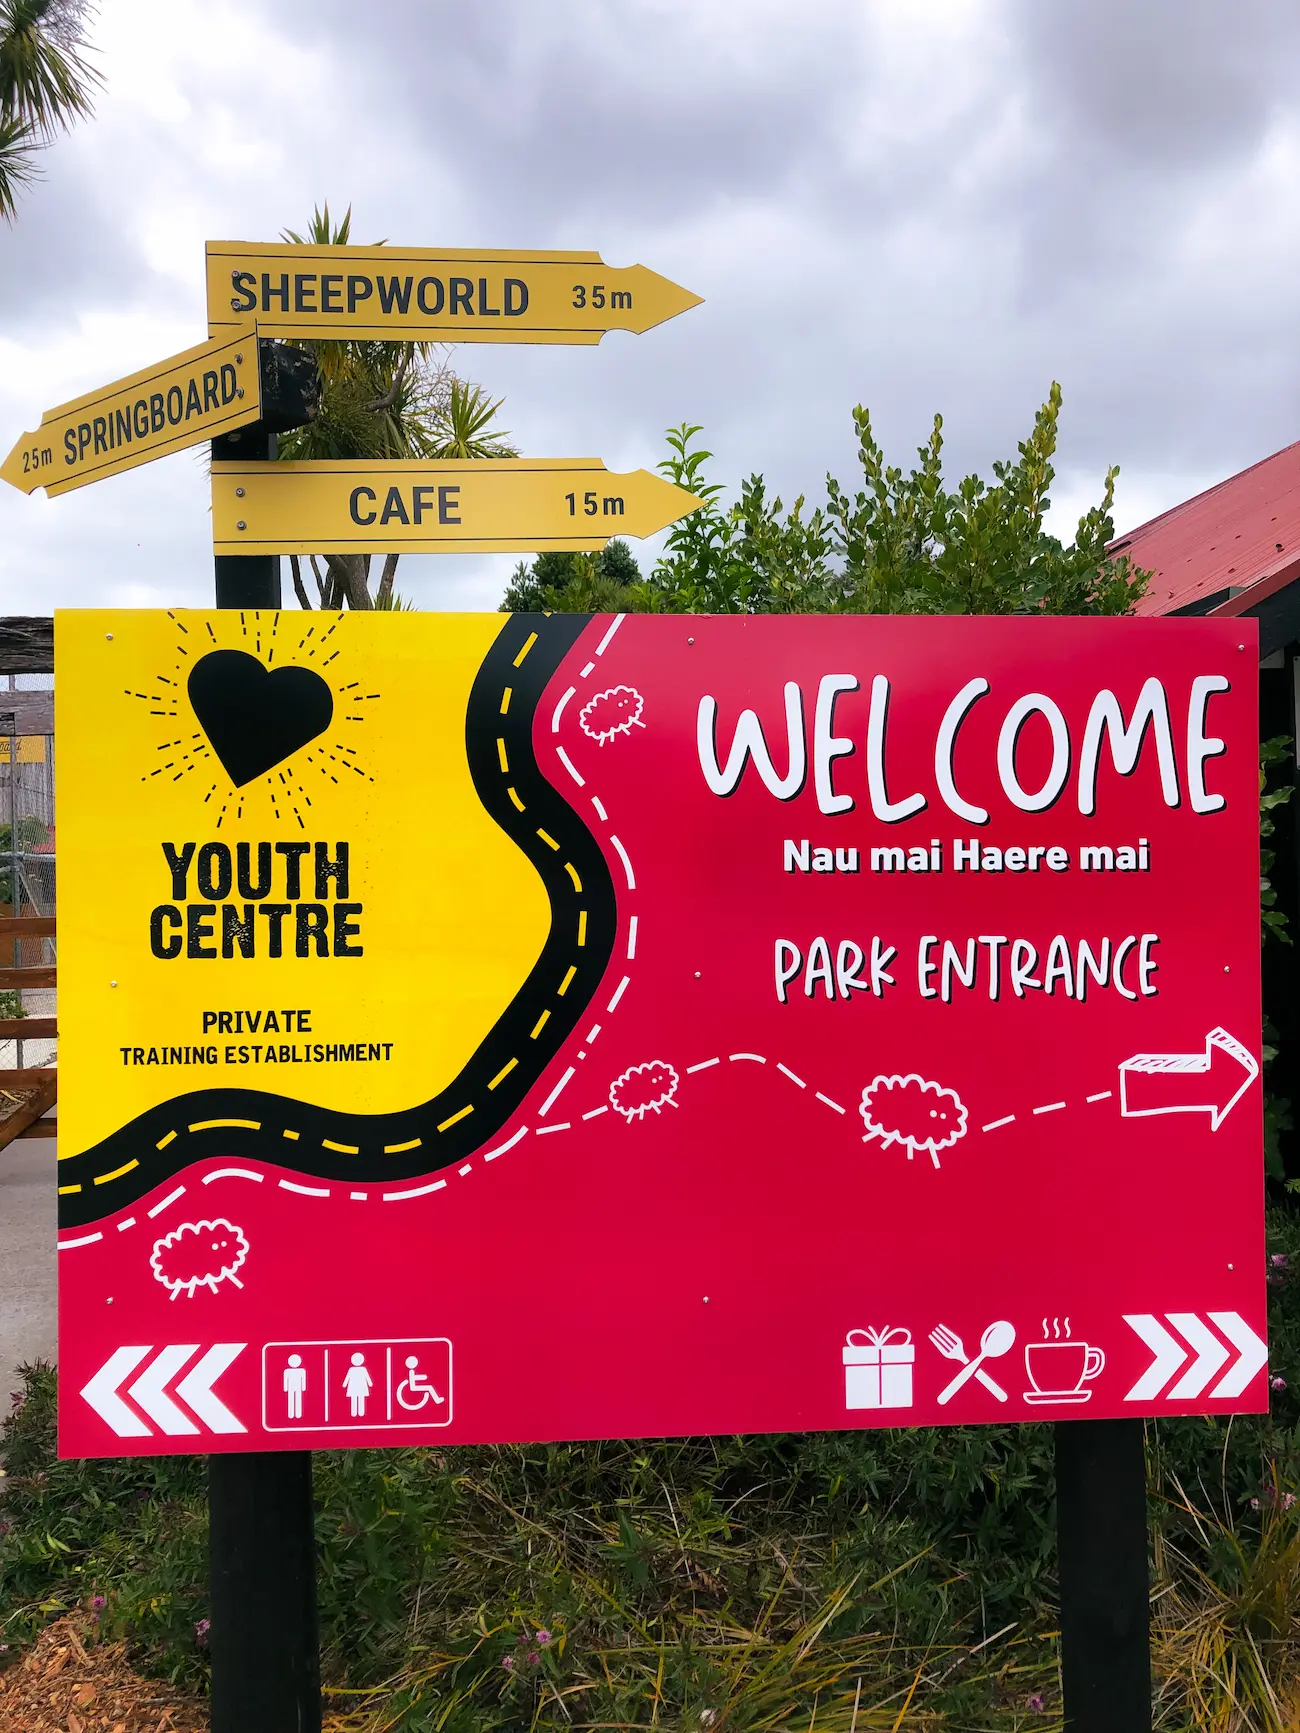 SHEEPWORLD 35m
25m SPRINGBOARD
CAFE 15m
YOUTH
CENTRE
PRIVATE
TRAINING ESTABLISHMENT
WELCOME
Nau mai Haere mai
PARK ENTRANCE